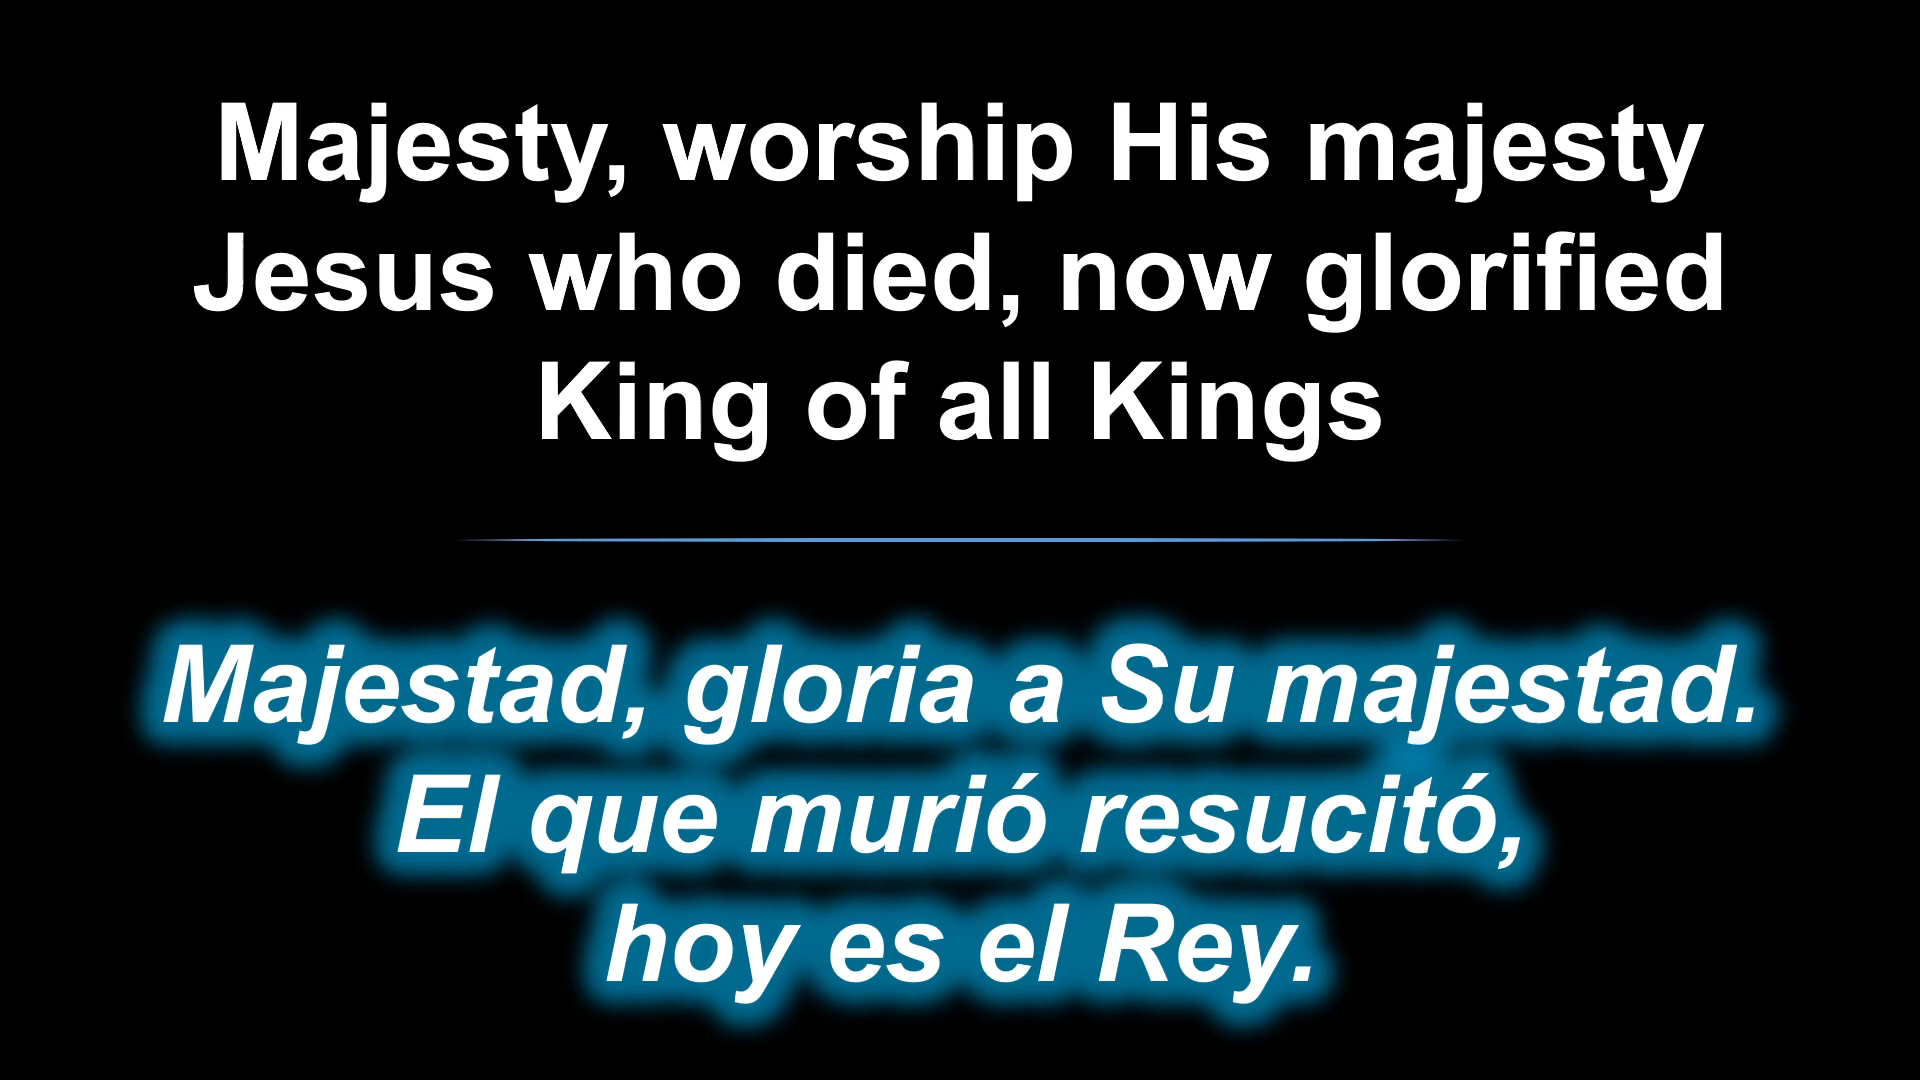 Majesty, worship His majesty
Jesus who died, now glorified
King of all Kings
Majestad, gloria a Su majestad.
El que murió resucitó,
hoy es el Rey.